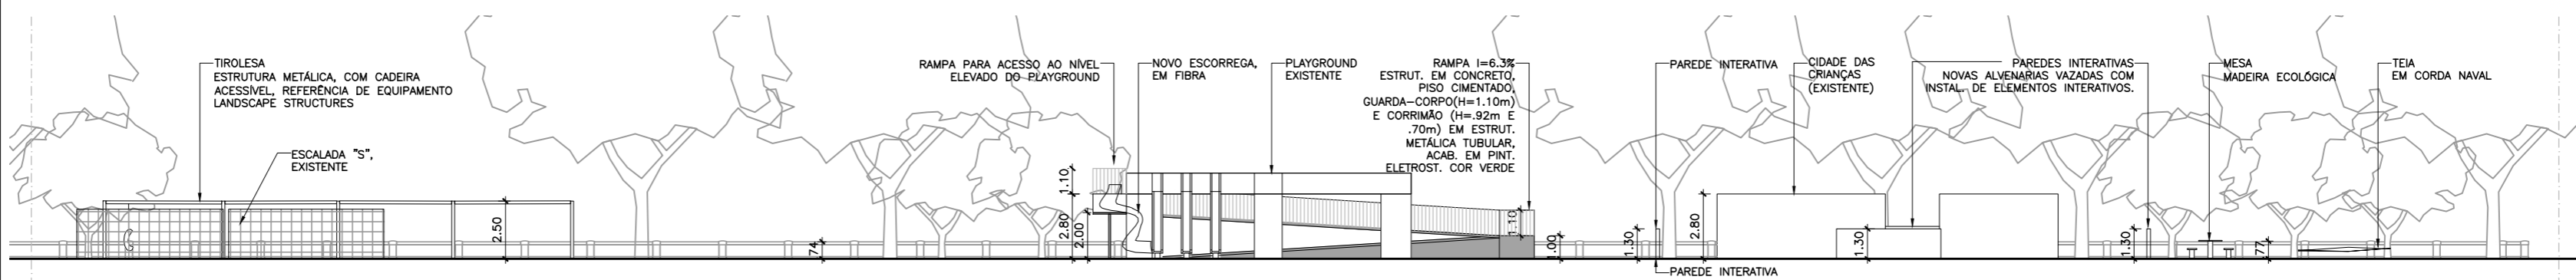 TIROLESA
ESTRUTURA METÁLICA, COM CADEIRA
ACESSÍVEL, REFERÊNCIA DE EQUIPAMENTO
LANDSCAPE STRUCTURES
ESCALADA "S",
EXISTENTE
2.50
.74
RAMPA PARA ACESSO AO NÍVEL
ELEVADO DO PLAYGROUND
1.10
2.80
2.00
NOVO ESCORREGA,
EM FIBRA
PLAYGROUND
EXISTENTE
RAMPA I=6.3%
ESTRUT. EM CONCRETO,
PISO CIMENTADO,
GUARDA-CORPO(H=1.10m)
E CORRIMÃO (H=.92m E
.70m) EM ESTRUT.
METÁLICA TUBULAR,
ACAB. EM PINT.
ELETROST. COR VERDE
1.10
1.00
PAREDE INTERATIVA
1.30
PAREDE INTERATIVA
2.80
CIDADE DAS
CRIANÇAS
(EXISTENTE)
1.30
PAREDES INTERATIVAS
NOVAS ALVENARIAS VAZADAS COM
INSTAL. DE ELEMENTOS INTERATIVOS.
1.30
MESA
MADEIRA ECOLÓGICA
.77
TEIA
EM CORDA NAVAL